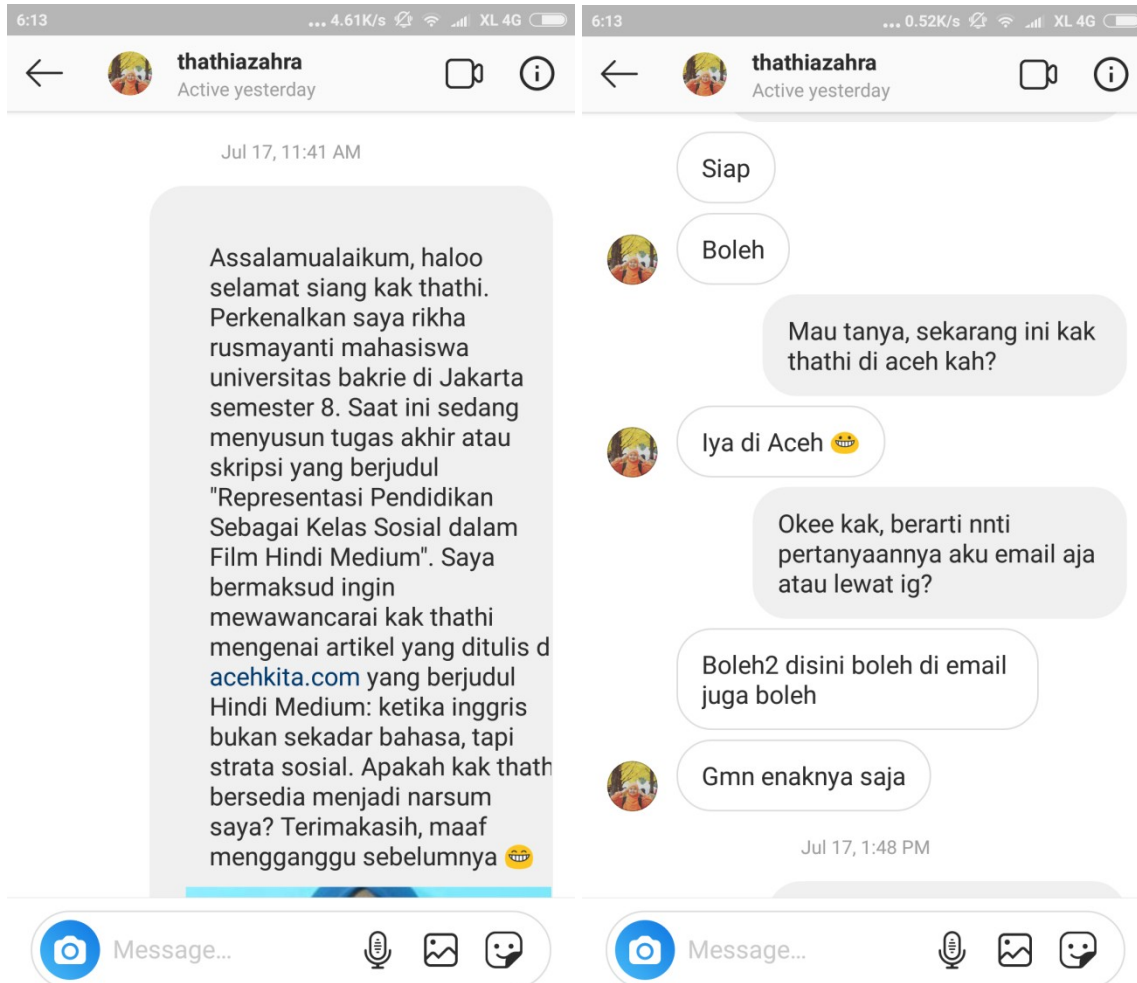 6:13
... 4.61K/s XL 4G
thathiazahra
Active yesterday
Jul 17, 11:41 AM
Assalamualaikum, haloo
selamat siang kak thathi.
Perkenalkan saya rikha
rusmayanti mahasiswa
universitas bakrie di Jakarta
semester 8. Saat ini sedang
menyusun tugas akhir atau
skripsi yang berjudul
"Representasi Pendidikan
Sebagai Kelas Sosial dalam
Film Hindi Medium". Saya
bermaksud ingin
mewawancarai kak thathi
mengenai artikel yang ditulis d
acehkita.com yang berjudul
Hindi Medium: ketika inggris
bukan sekadar bahasa, tapi
strata sosial. Apakah kak thath
bersedia menjadi narsum
saya? Terimakasih, maaf
mengganggu sebelumnya 😁
Message...
6:13
... 0.52K/s XL 4G
thathiazahra
Active yesterday
Siap
Boleh
Mau tanya, sekarang ini kak
thathi di aceh kah?
Iya di Aceh 😁
Okee kak, berarti nnti
pertanyaannya aku email aja
atau lewat ig?
Boleh2 disini boleh di email
juga boleh
Gmn enaknya saja
Jul 17, 1:48 PM
Message...